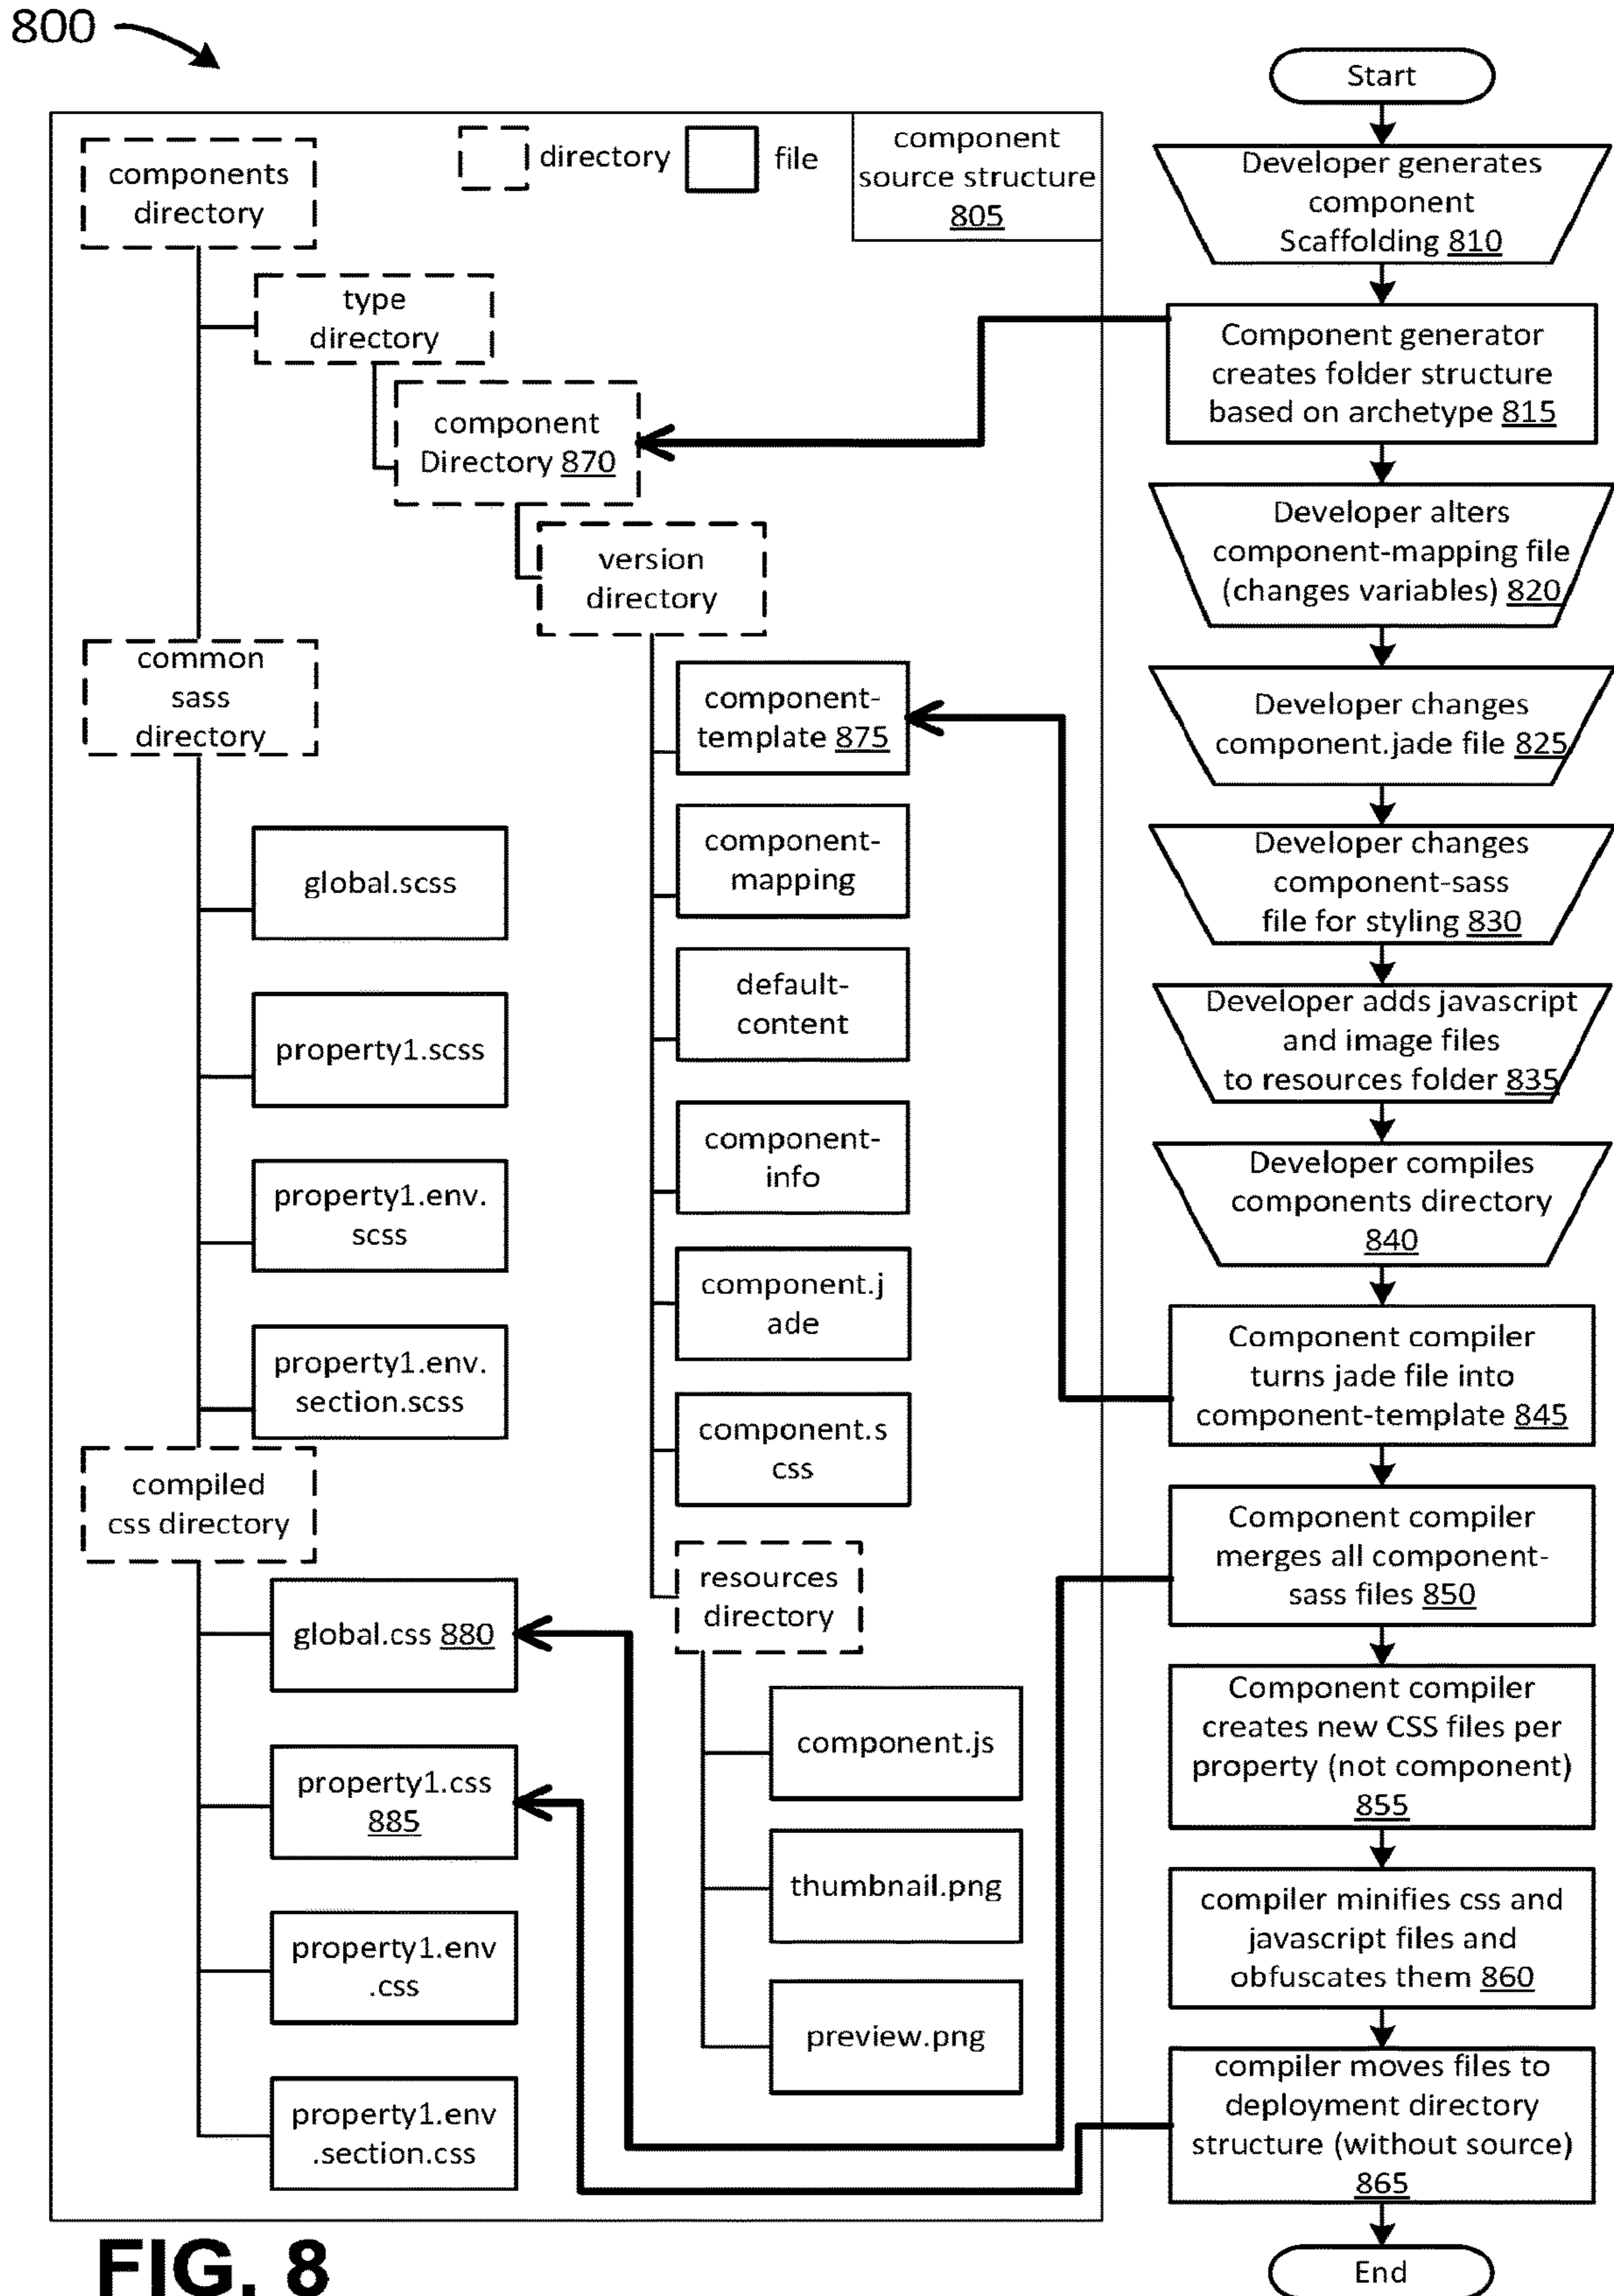 800
components
directory
directory
file
component
source structure
805
type
directory
component
Directory 870
version
directory
common
sass
directory
component-
template 875
component-
mapping
default-
content
component-
info
component.j
ade
component.s
css
resources
directory
component.js
thumbnail.png
preview.png
global.scss
property1.scss
property1.env.
scss
property1.env.
section.scss
compiled
css directory
global.css 880
property1.css
885
property1.env
.css
property1.env
.section.css
Start
Developer generates
component
Scaffolding 810
Component generator
creates folder structure
based on archetype 815
Developer alters
component-mapping file
(changes variables) 820
Developer changes
component.jade file 825
Developer changes
component-sass
file for styling 830
Developer adds javascript
and image files
to resources folder 835
Developer compiles
components directory
840
Component compiler
turns jade file into
component-template 845
Component compiler
merges all component-
sass files 850
Component compiler
creates new CSS files per
property (not component)
855
compiler minifies css and
javascript files and
obfuscates them 860
compiler moves files to
deployment directory
structure (without source)
865
End
FIG. 8